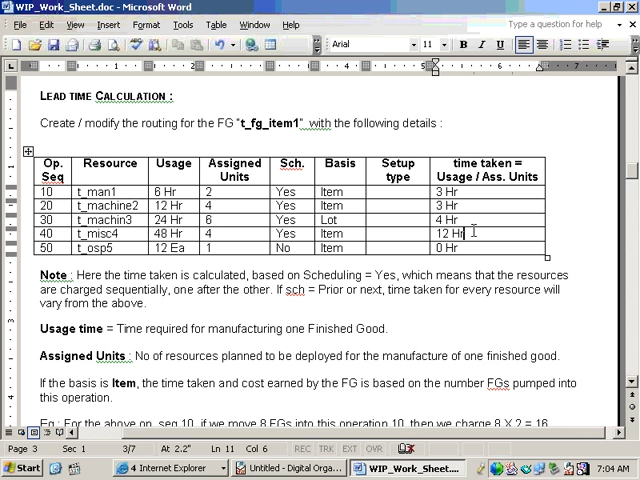 WIP_Work_Sheet.doc - Microsoft Word
File Edit View Insert Format Tools Table Window Help Type a question for help
Arial 11 B I U
1 2 3 4 5 6 7
LEAD TIME CALCULATION :
Create / modify the routing for the FG "t_fg_item1" with the following details :
Op. Seq Resource Usage Assigned Units Sch. Basis Setup type time taken = Usage / Ass. Units
10 t_man1 6 Hr 2 Yes Item 3 Hr
20 t_machine2 12 Hr 4 Yes Item 3 Hr
30 t_machin3 24 Hr 6 Yes Lot 4 Hr
40 t_misc4 48 Hr 4 Yes Item 12 Hr
50 t_osp5 12 Ea 1 No Item 0 Hr
Note : Here the time taken is calculated, based on Scheduling = Yes, which means that the resources
are charged sequentially, one after the other. If sch = Prior or next, time taken for every resource will
vary from the above.
Usage time = Time required for manufacturing one Finished Good.
Assigned Units : No of resources planned to be deployed for the manufacture of one finished good.
If the basis is Item, the time taken and cost earned by the FG is based on the number FGs pumped into
this operation.
Eg : For the above op. seq 10, if we move 8 FGs into this operation 10, then we charge 8 X 2 = 16
Page 3 Sec 1 3/7 At 2.2" Ln 11 Col 6 REC TRK EXT OVR
Start 4 Internet Explorer Untitled - Digital Orga... WIP_Work_Sheet.... 7:04 AM